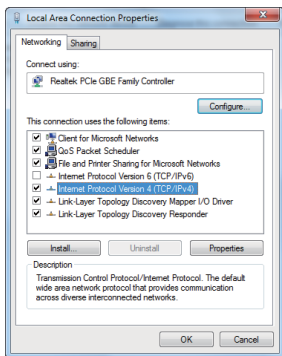 Local Area Connection Properties
Networking Sharing
Connect using:
Realtek PCIe GBE Family Controller
Configure...
This connection uses the following items:
Client for Microsoft Networks
QoS Packet Scheduler
File and Printer Sharing for Microsoft Networks
Internet Protocol Version 6 (TCP/IPv6)
Internet Protocol Version 4 (TCP/IPv4)
Link-Layer Topology Discovery Mapper I/O Driver
Link-Layer Topology Discovery Responder
Install... Uninstall Properties
Description
Transmission Control Protocol/Internet Protocol. The default
wide area network protocol that provides communication
across diverse interconnected networks.
OK Cancel